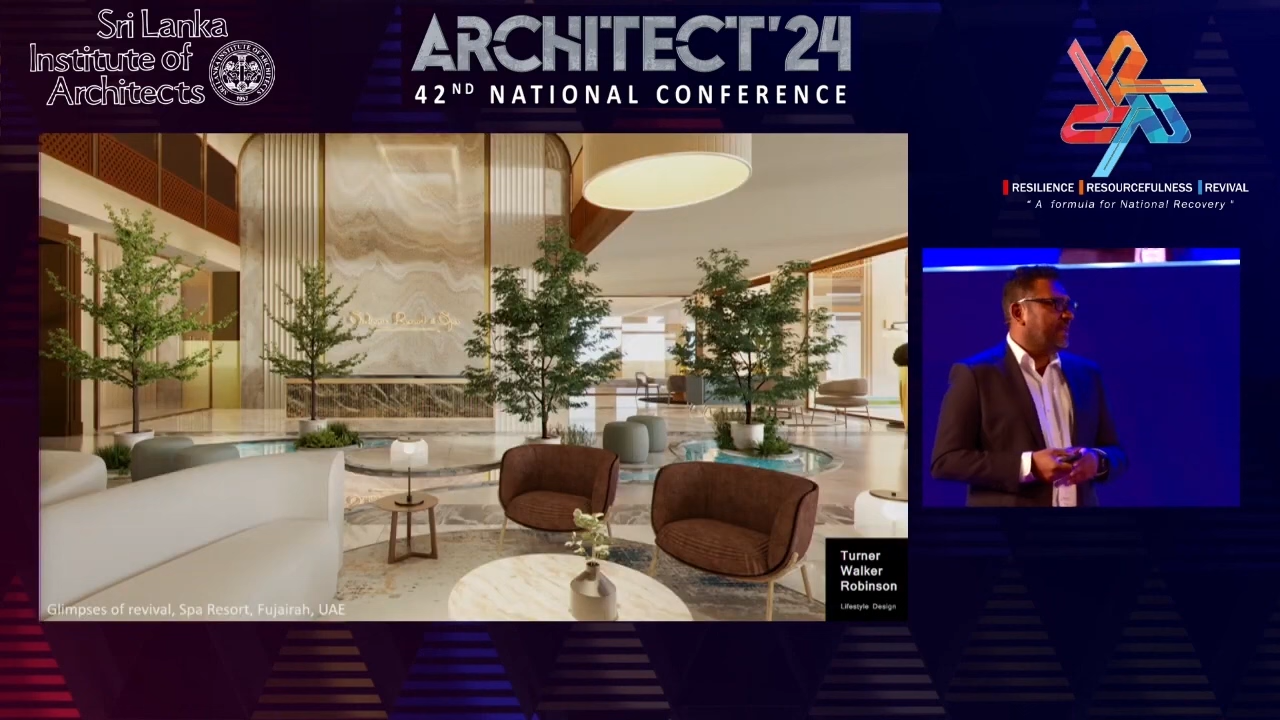 Sri Lanka
Institute of
Architects
1957
ARCHITECT'24
42ND NATIONAL CONFERENCE
RESILIENCE RESOURCEFULNESS REVIVAL
" A formula for National Recovery "
Turner
Walker
Robinson
Lifestyle Design
Glimpses of revival, Spa Resort, Fujairah, UAE